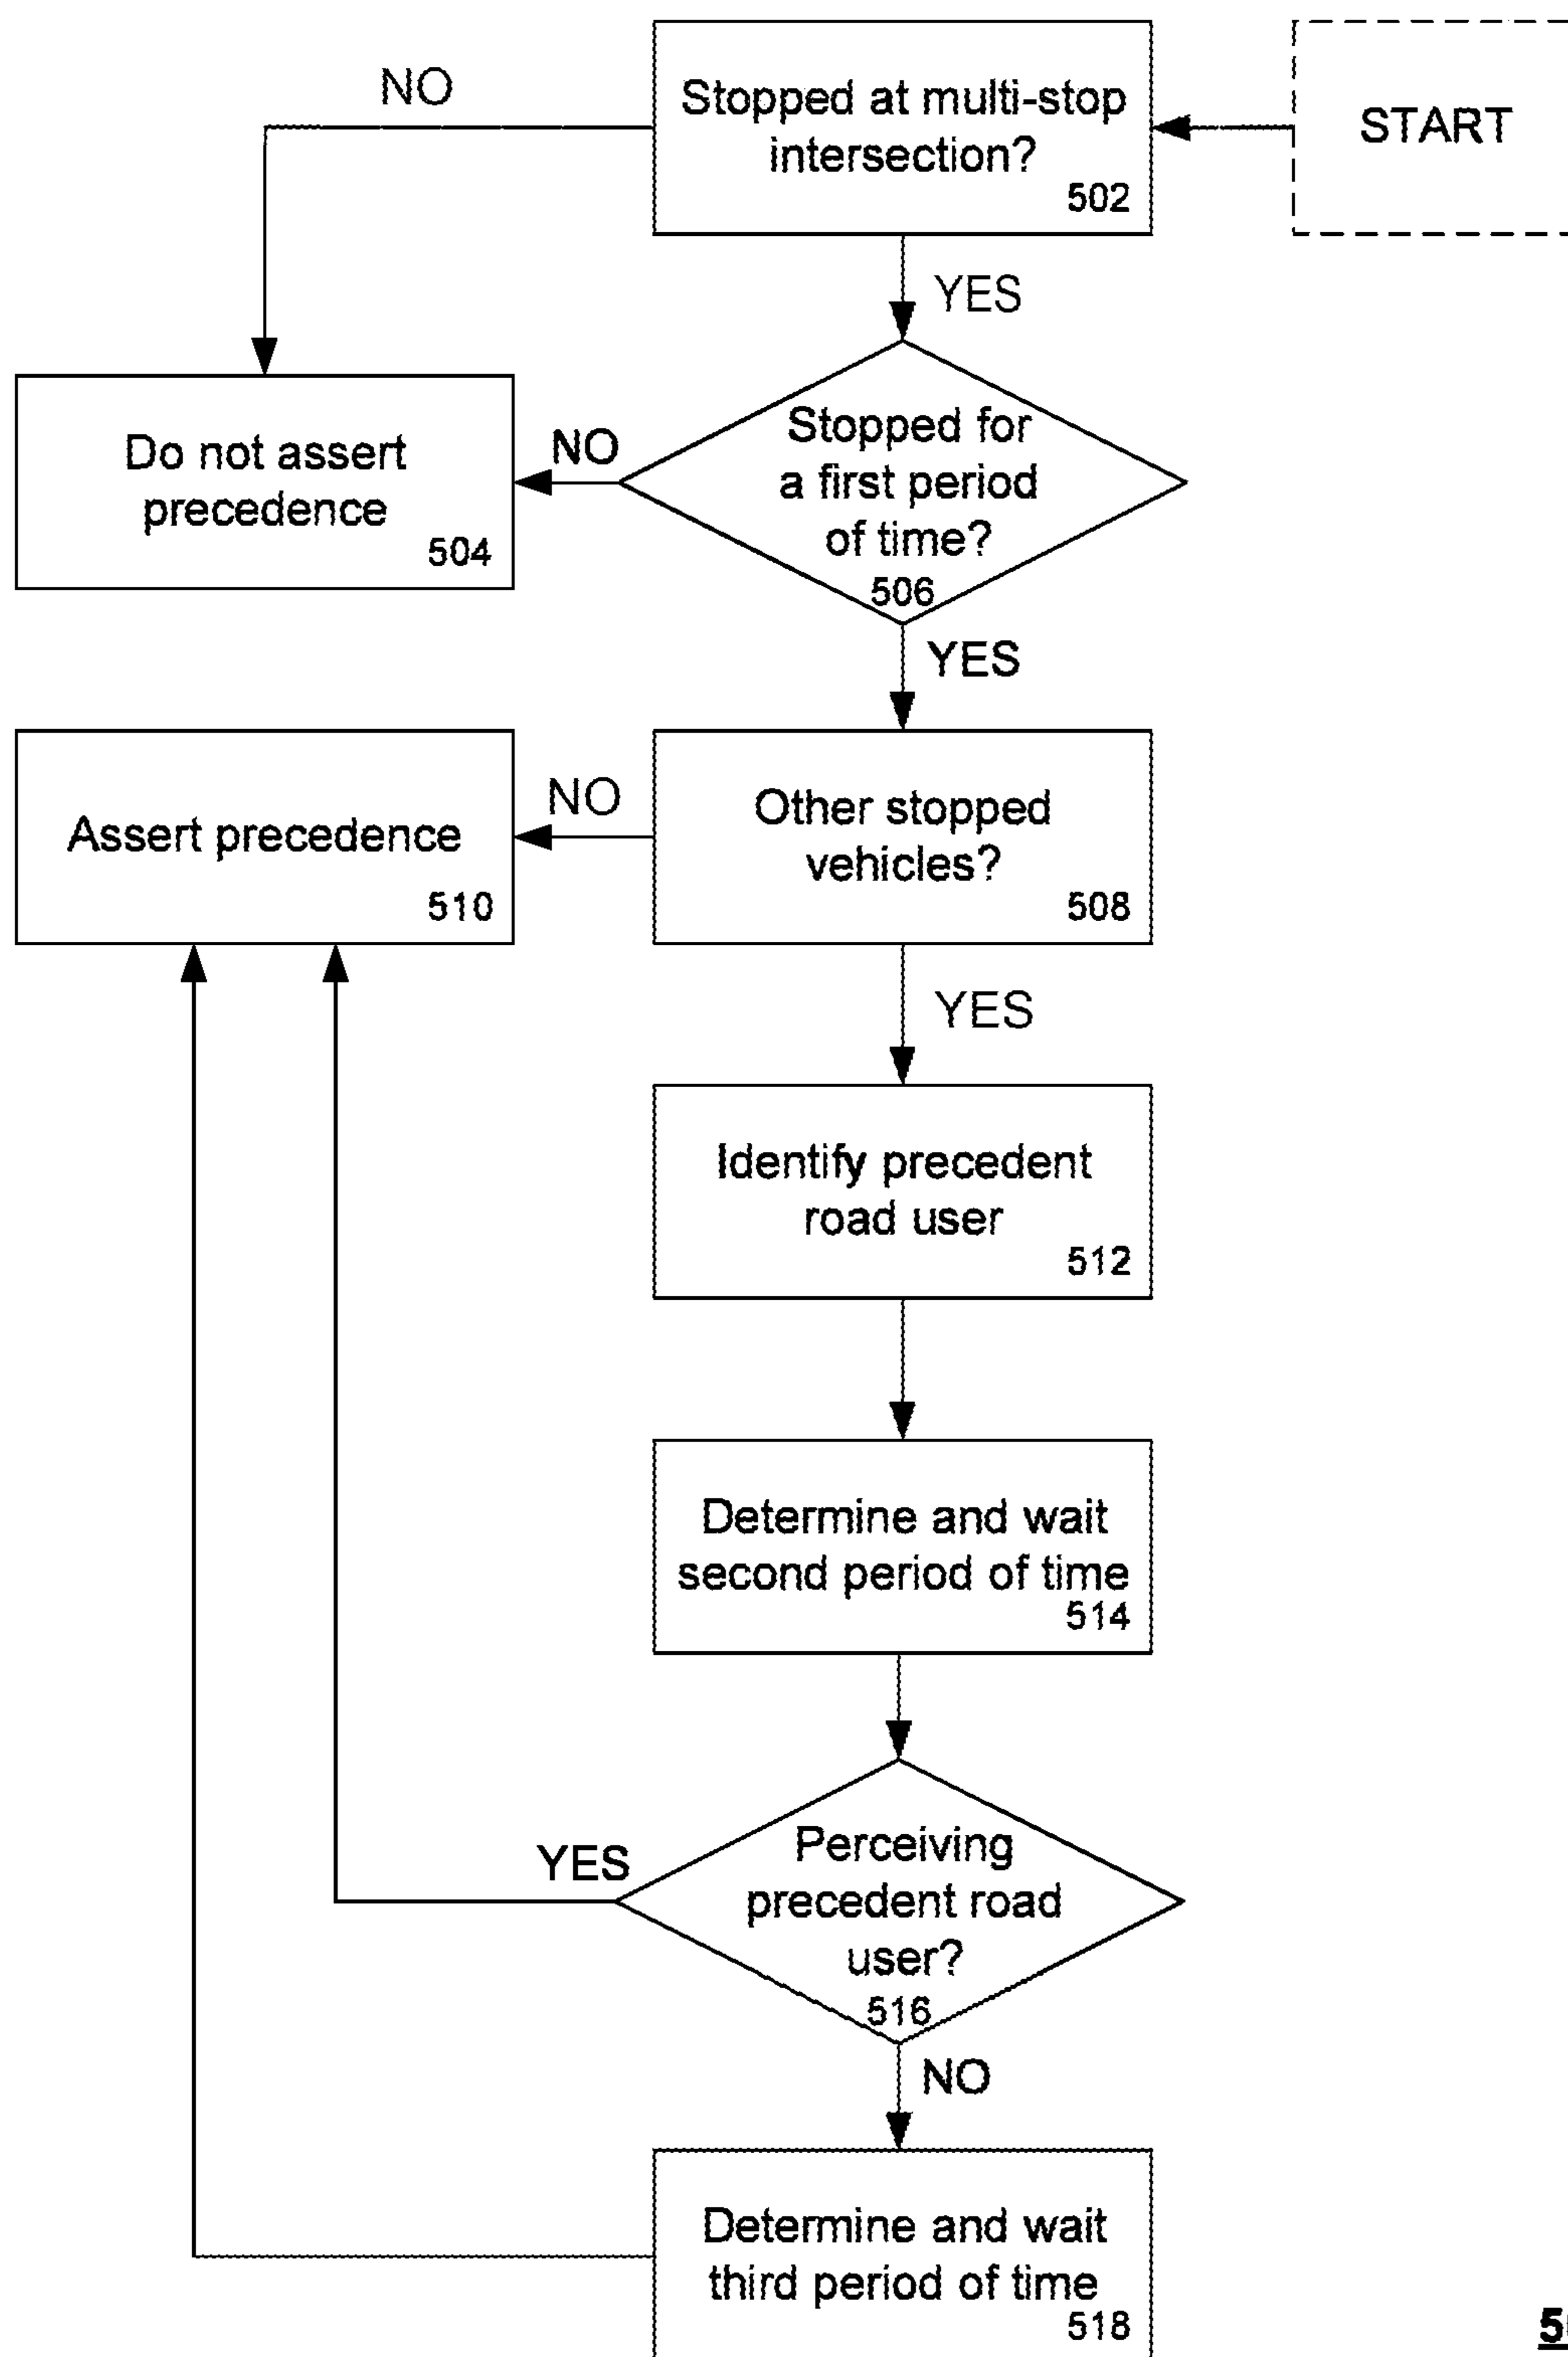 START
Stopped at multi-stop
intersection?
502
NO
YES
Stopped for
a first period
of time?
506
NO
Do not assert
precedence
504
YES
Other stopped
vehicles?
508
NO
Assert precedence
510
YES
Identify precedent
road user
512
Determine and wait
second period of time
514
Perceiving
precedent road
user?
516
YES
NO
Determine and wait
third period of time
518